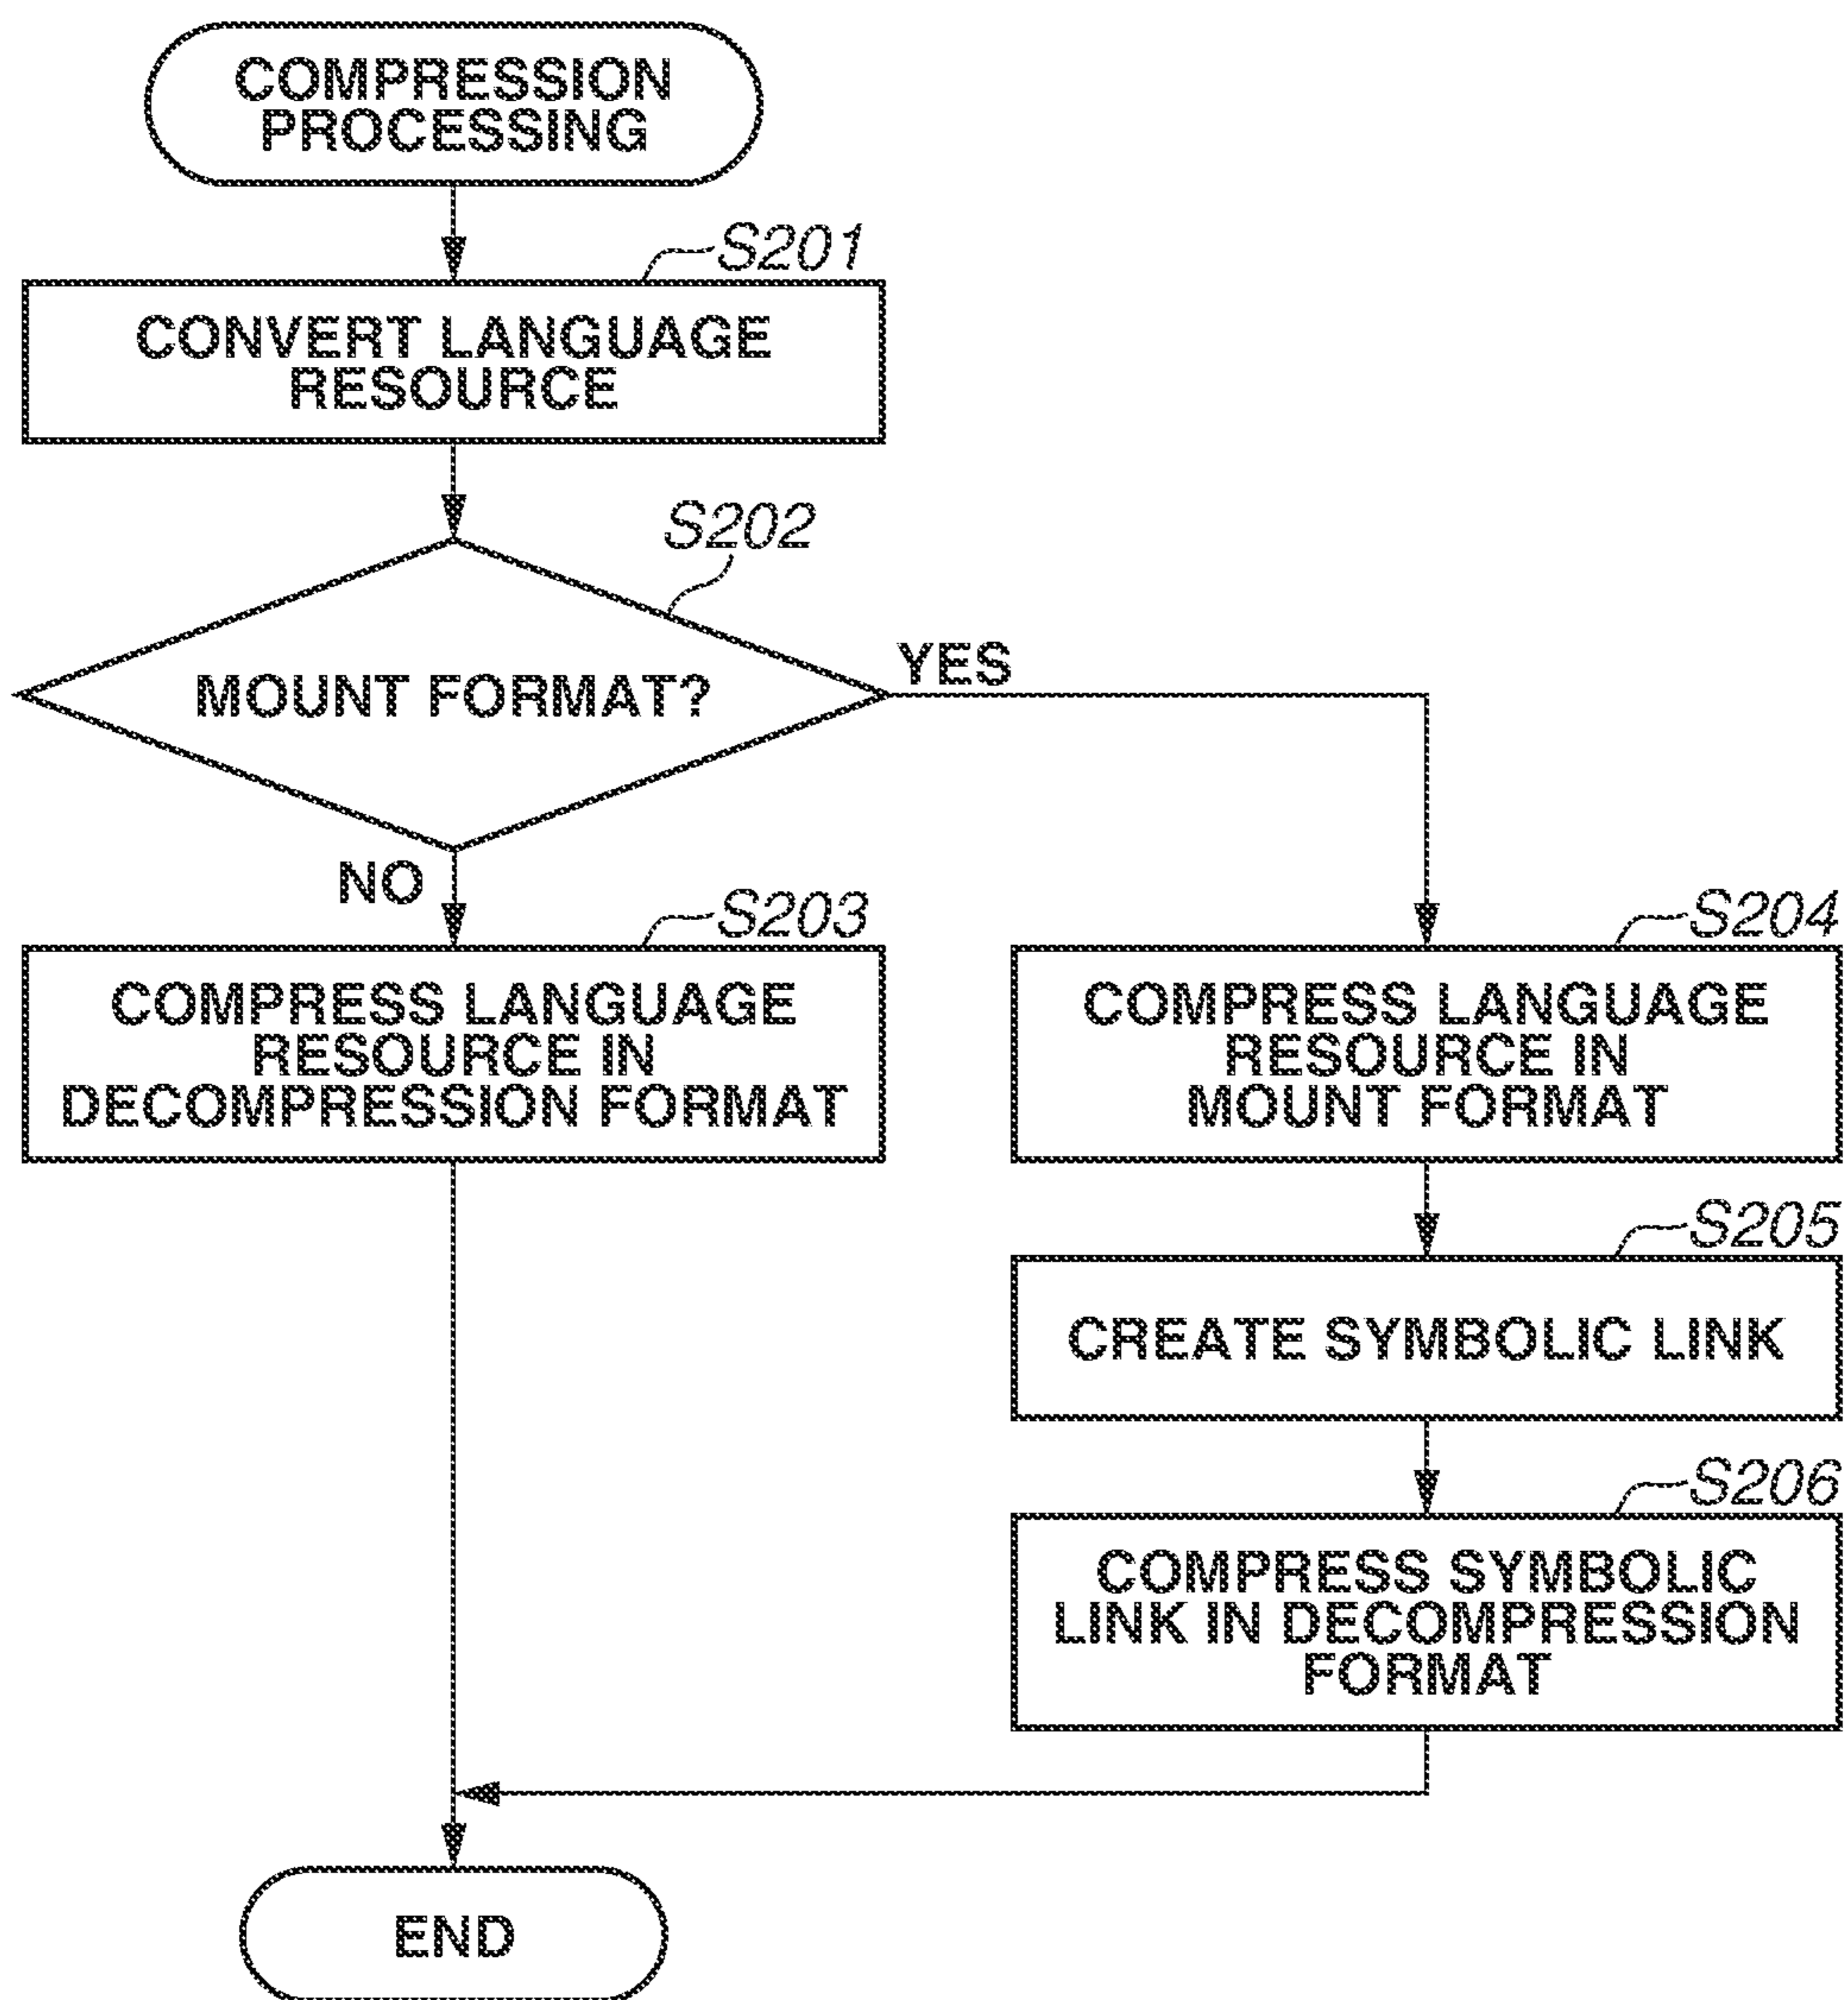 COMPRESSION
PROCESSING
S201
CONVERT LANGUAGE
RESOURCE
S202
MOUNT FORMAT?
YES
NO
S203
COMPRESS LANGUAGE
RESOURCE IN
DECOMPRESSION FORMAT
S204
COMPRESS LANGUAGE
RESOURCE IN
MOUNT FORMAT
S205
CREATE SYMBOLIC LINK
S206
COMPRESS SYMBOLIC
LINK IN DECOMPRESSION
FORMAT
END